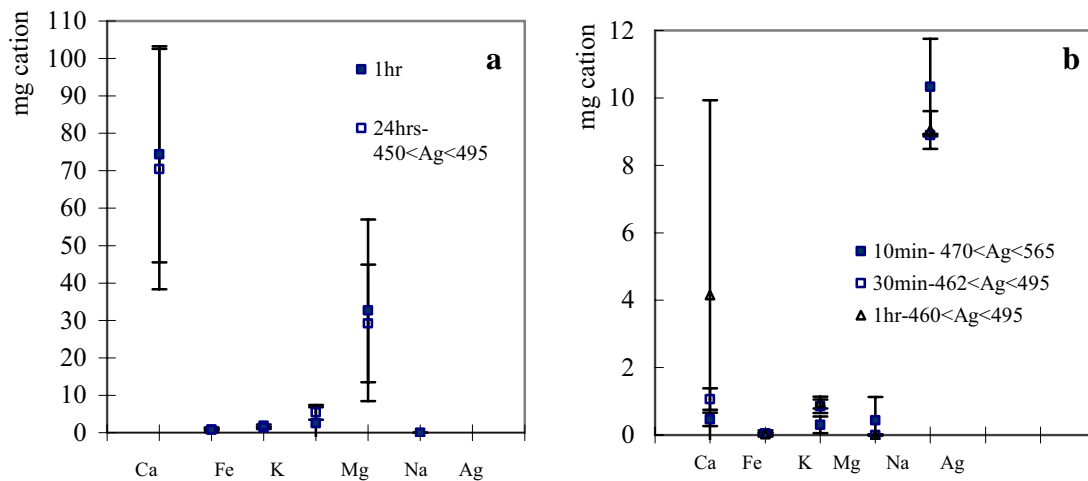 110
100
90
80
70
60
50
40
30
20
10
0
mg cation
a
1hr
24hrs-
450<Ag<495
Ca Fe K Mg Na Ag
12
10
8
6
4
2
0
mg cation
b
10min- 470<Ag<565
30min-462<Ag<495
1hr-460<Ag<495
Ca Fe K Mg Na Ag